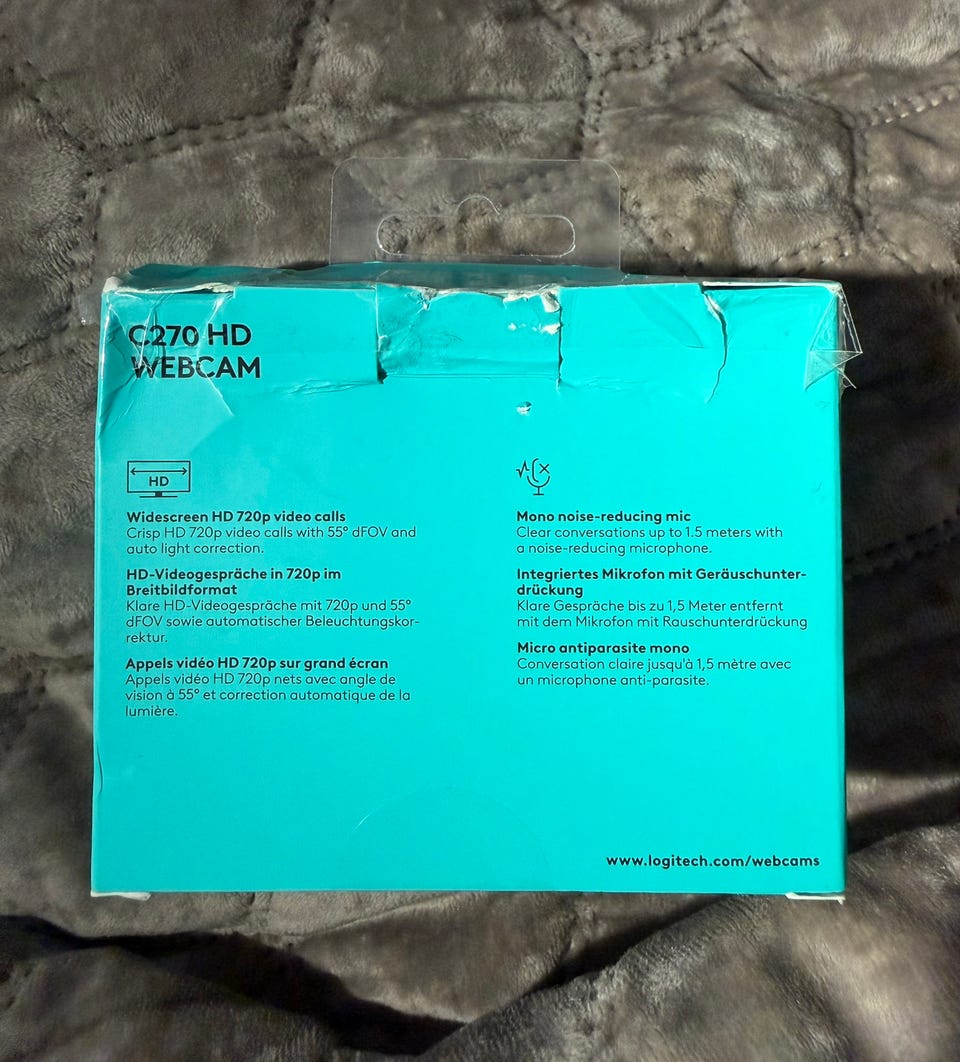 C270 HD
WEBCAM
HD
Widescreen HD 720p video calls
Crisp HD 720p video calls with 55° dFOV and
auto light correction.
HD-Videogespräche in 720p im
Breitbildformat
Klare HD-Videogespräche mit 720p und 55°
dFOV sowie automatischer Beleuchtungskor-
rektur.
Appels vidéo HD 720p sur grand écran
Appels vidéo HD 720p nets avec angle de
vision à 55° et correction automatique de la
lumière.
Mono noise-reducing mic
Clear conversations up to 1.5 meters with
a noise-reducing microphone.
Integriertes Mikrofon mit Geräuschunter-
drückung
Klare Gespräche bis zu 1,5 Meter entfernt
mit dem Mikrofon mit Rauschunterdrückung
Micro antiparasite mono
Conversation claire jusqu'à 1,5 mètre avec
un microphone anti-parasite.
www.logitech.com/webcams